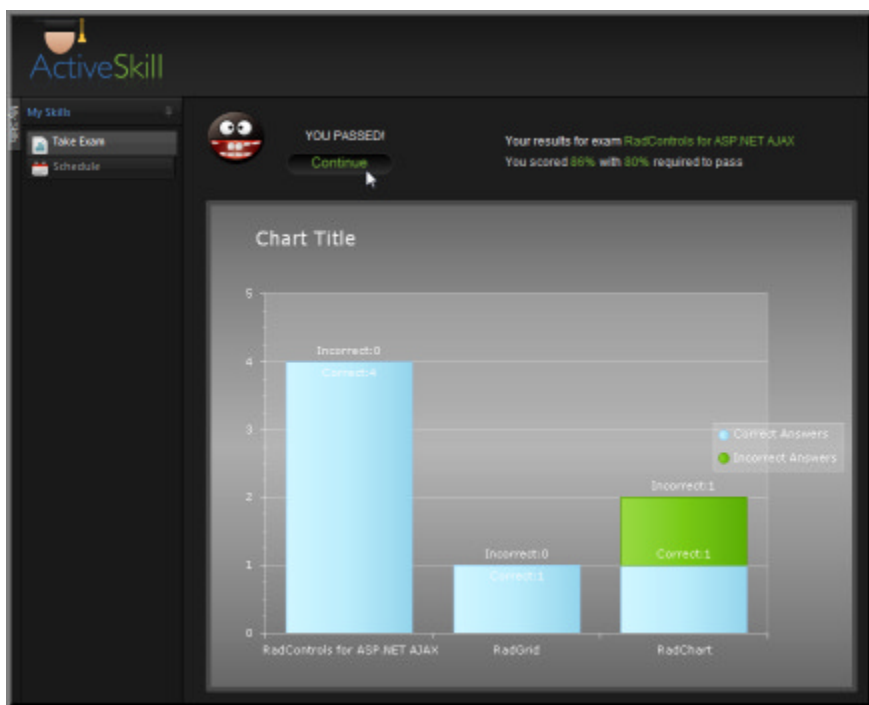 ActiveSkill
My Skills
My Skills
Take Exam
Schedule
YOU PASSED!
Continue
Your results for exam RadControls for ASP.NET AJAX
You scored 86% with 80% required to pass
Chart Title
5
4
3
2
1
0
Incorrect:0
Correct:4
Incorrect:0
Correct:1
Incorrect:1
Correct:1
Correct Answers
Incorrect Answers
RadControls for ASP.NET AJAX
RadGrid
RadChart